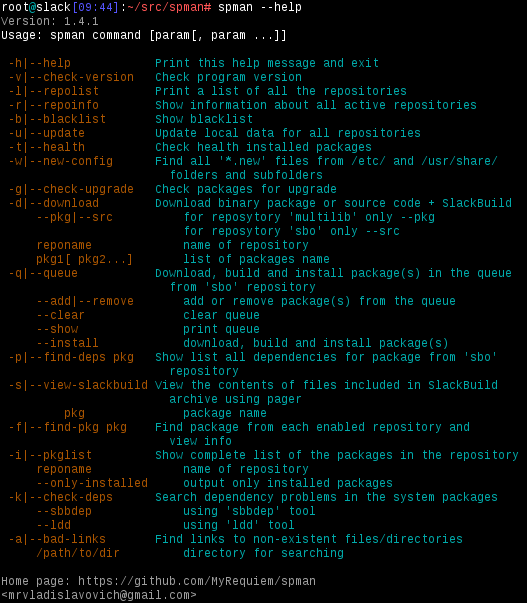 root@slack[09:44]:~/src/spman# spman --help
Version: 1.4.1
Usage: spman command [param[, param ...]]
-h|--help Print this help message and exit
-v|--check-version Check program version
-l|--repolist Print a list of all the repositories
-r|--repoinfo Show information about all active repositories
-b|--blacklist Show blacklist
-u|--update Update local data for all repositories
-t|--health Check health installed packages
-w|--new-config Find all '*.new' files from /etc/ and /usr/share/
folders and subfolders
-g|--check-upgrade Check packages for upgrade
-d|--download Download binary package or source code + SlackBuild
--pkg|--src for reposytory 'multilib' only --pkg
for reposytory 'sbo' only --src
reponame name of repository
pkg1[ pkg2...] list of packages name
-q|--queue Download, build and install package(s) in the queue
from 'sbo' repository
--add|--remove add or remove package(s) from the queue
--clear clear queue
--show print queue
--install download, build and install package(s)
-p|--find-deps pkg Show list all dependencies for package from 'sbo'
repository
-s|--view-slackbuild View the contents of files included in SlackBuild
archive using pager
pkg package name
-f|--find-pkg pkg Find package from each enabled repository and
view info
-i|--pkglist Show complete list of the packages in the repository
reponame name of repository
--only-installed output only installed packages
-k|--check-deps Search dependency problems in the system packages
--sbbdep using 'sbbdep' tool
--ldd using 'ldd' tool
-a|--bad-links Find links to non-existent files/directories
/path/to/dir directory for searching
Home page: https://github.com/MyRequiem/spman
<mrvladislavovich@gmail.com>